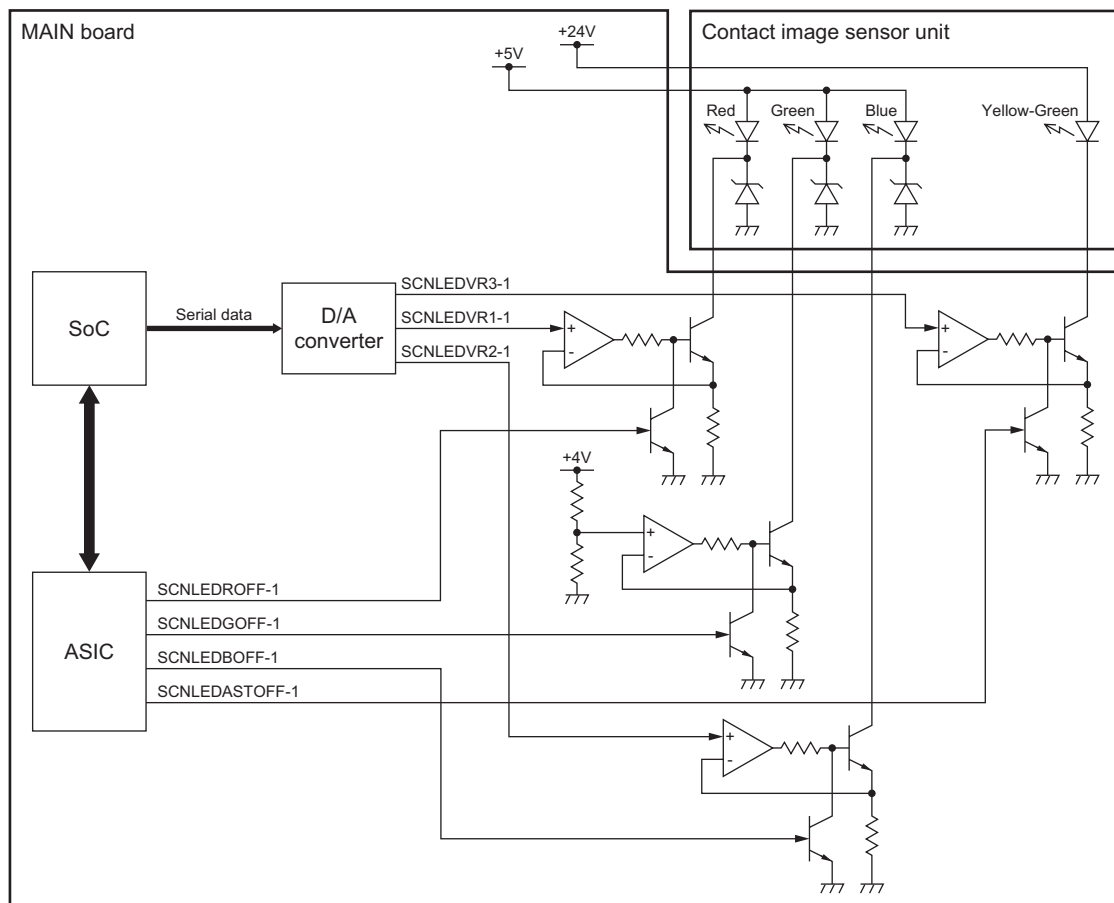 MAIN board
Contact image sensor unit
+24V
+5V
Red
Green
Blue
Yellow-Green
SoC
Serial data
D/A
converter
SCNLEDVR3-1
SCNLEDVR1-1
SCNLEDVR2-1
+
-
+
-
+4V
+
-
ASIC
SCNLEDROFF-1
SCNLEDGOFF-1
SCNLEDBOFF-1
SCNLEDASTOFF-1
+
-